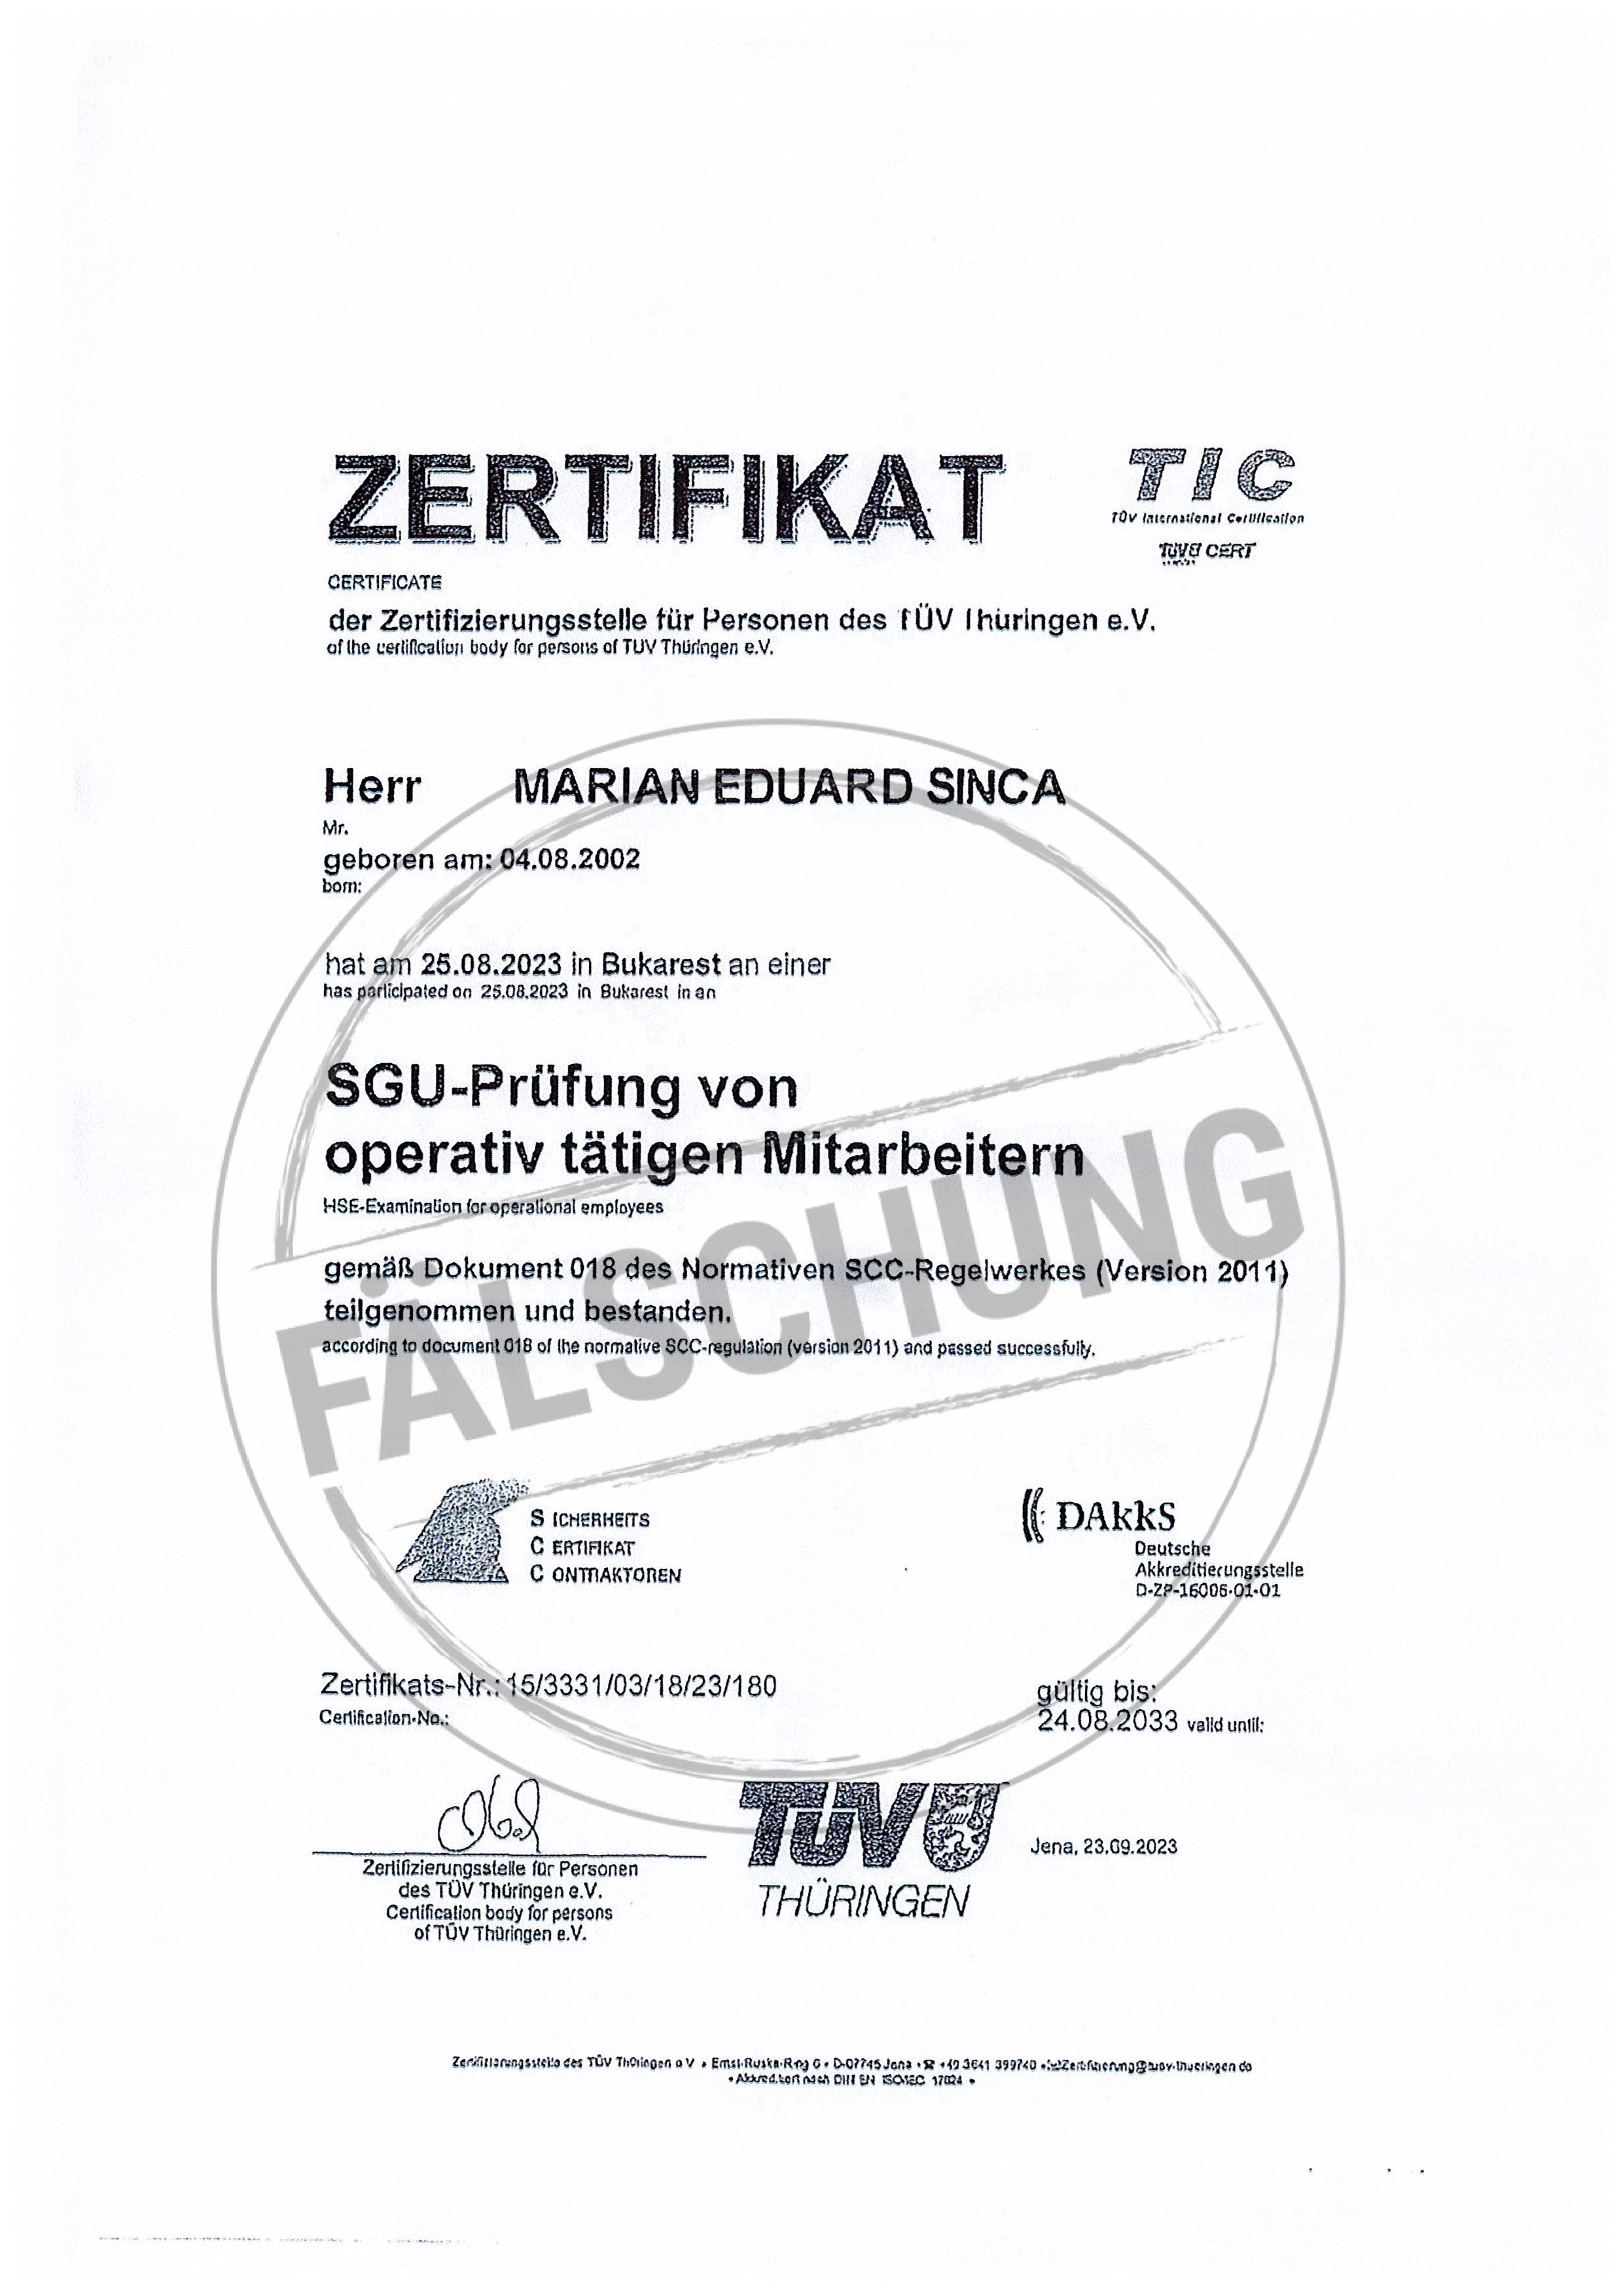 ZERTIFIKAT
TIC
TÜV International Certification
TÜV CERT
CERTIFICATE
der Zertifizierungsstelle für Personen des TÜV Thüringen e.V.
of the certification body for persons of TÜV Thüringen e.V.
Herr MARIAN EDUARD SINCA
Mr.
geboren am: 04.08.2002
born:
hat am 25.08.2023 in Bukarest an einer
has participated on 25.08.2023 in Bukarest in an
SGU-Prüfung von
operativ tätigen Mitarbeitern
HSE-Examination for operational employees
FÄLSCHUNG
gemäß Dokument 018 des Normativen SCC-Regelwerkes (Version 2011)
teilgenommen und bestanden.
according to document 018 of the normative SCC-regulation (version 2011) and passed successfully.
SICHERHEITS
CERTIFIKAT
CONTRAKTOREN
DAkkS
Deutsche
Akkreditierungsstelle
D-ZP-16006-01-01
Zertifikats-Nr.: 15/3331/03/18/23/180
Certification-No.:
gültig bis:
24.08.2033 valid until:
TÜV
THÜRINGEN
Jena, 23.09.2023
Zertifizierungsstelle für Personen
des TÜV Thüringen e.V.
Certification body for persons
of TÜV Thüringen e.V.
Zertifizierungsstelle des TÜV Thüringen e.V. • Ernst-Ruska-Ring 6 • D-07745 Jena • ☎ +49 3641 399740 • Zertifizierung@tuev-thueringen.de
• Akkreditiert nach DIN EN ISO/IEC 17024 •